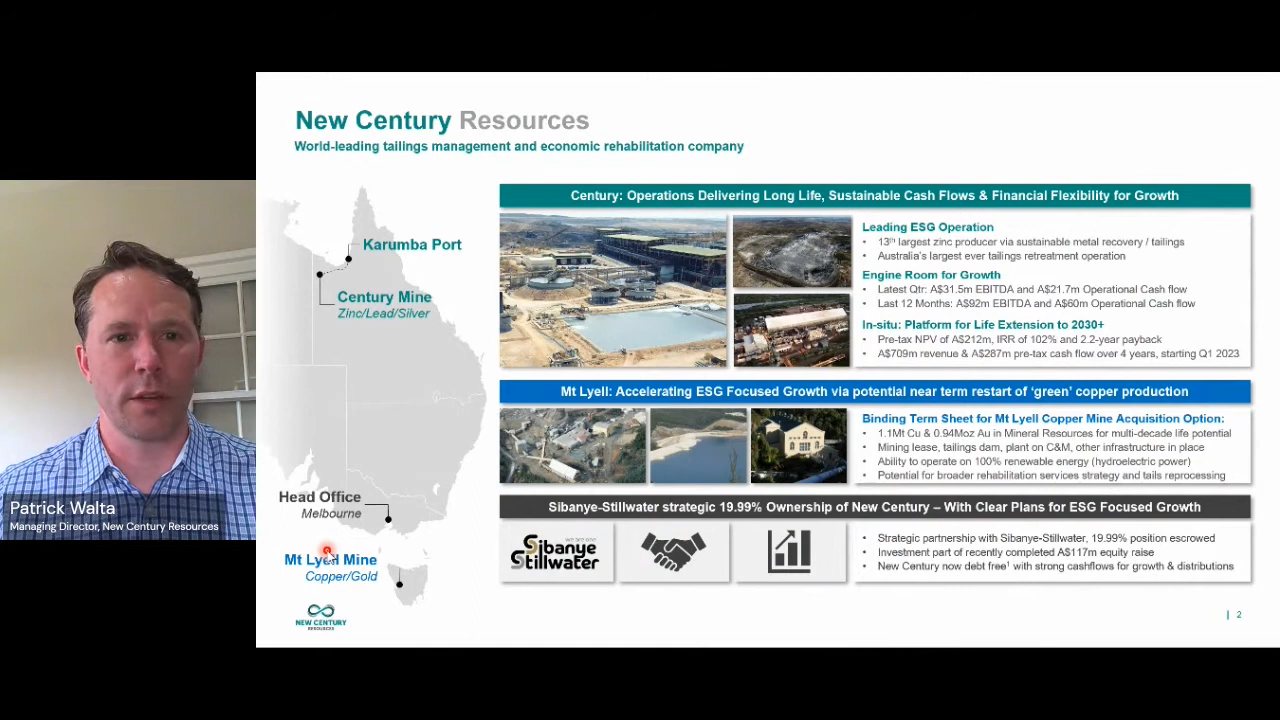 New Century Resources
World-leading tailings management and economic rehabilitation company
Karumba Port
Century Mine
Zinc/Lead/Silver
Head Office
Melbourne
Mt Lyell Mine
Copper/Gold
NEW CENTURY
RESOURCES
Century: Operations Delivering Long Life, Sustainable Cash Flows & Financial Flexibility for Growth
Leading ESG Operation
• 13th largest zinc producer via sustainable metal recovery / tailings
• Australia's largest ever tailings retreatment operation
Engine Room for Growth
• Latest Qtr: A$31.5m EBITDA and A$21.7m Operational Cash flow
• Last 12 Months: A$92m EBITDA and A$60m Operational Cash flow
In-situ: Platform for Life Extension to 2030+
• Pre-tax NPV of A$212m, IRR of 102% and 2.2-year payback
• A$709m revenue & A$287m pre-tax cash flow over 4 years, starting Q1 2023
Mt Lyell: Accelerating ESG Focused Growth via potential near term restart of 'green' copper production
Binding Term Sheet for Mt Lyell Copper Mine Acquisition Option:
• 1.1Mt Cu & 0.94Moz Au in Mineral Resources for multi-decade life potential
• Mining lease, tailings dam, plant on C&M, other infrastructure in place
• Ability to operate on 100% renewable energy (hydroelectric power)
• Potential for broader rehabilitation services strategy and tails reprocessing
Sibanye-Stillwater strategic 19.99% Ownership of New Century – With Clear Plans for ESG Focused Growth
we are one
Sibanye
Stillwater
• Strategic partnership with Sibanye-Stillwater, 19.99% position escrowed
• Investment part of recently completed A$117m equity raise
• New Century now debt free¹ with strong cashflows for growth & distributions
| 2
Patrick Walta
Managing Director, New Century Resources